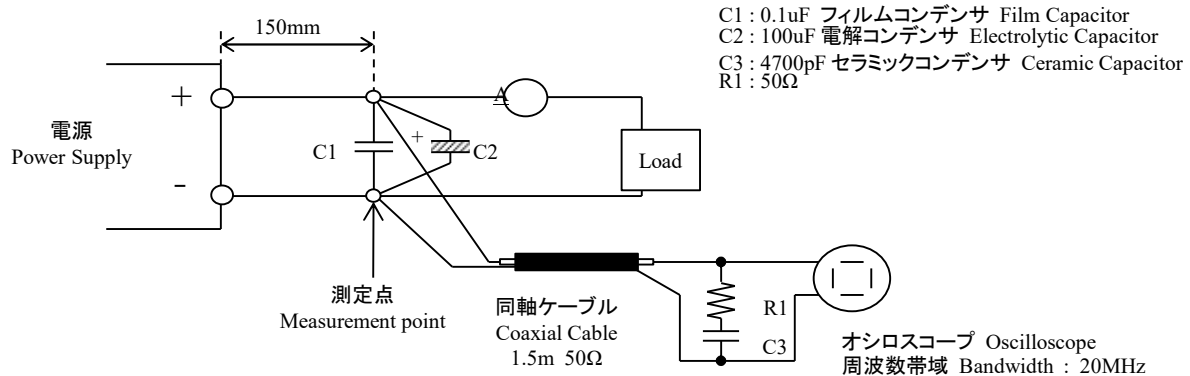 C1 : 0.1uF フィルムコンデンサ Film Capacitor
C2 : 100uF 電解コンデンサ Electrolytic Capacitor
C3 : 4700pF セラミックコンデンサ Ceramic Capacitor
R1 : 50Ω
150mm
+
電源
Power Supply
-
C1
+
C2
A
Load
測定点
Measurement point
同軸ケーブル
Coaxial Cable
1.5m 50Ω
R1
C3
オシロスコープ Oscilloscope
周波数帯域 Bandwidth : 20MHz